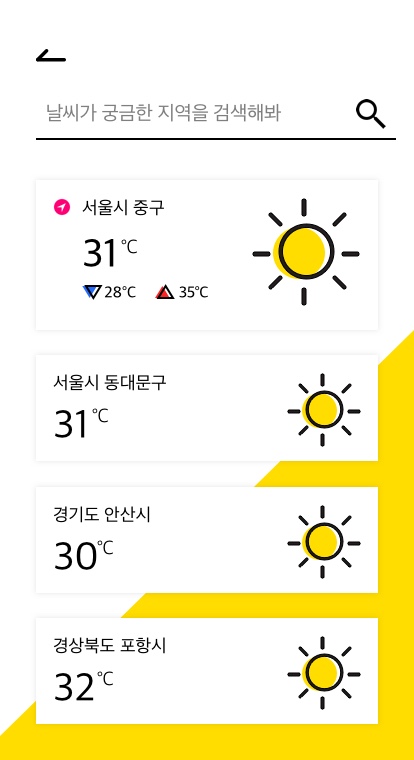 날씨가 궁금한 지역을 검색해봐
서울시 중구
31℃
28℃ 35℃
서울시 동대문구
31℃
경기도 안산시
30℃
경상북도 포항시
32℃